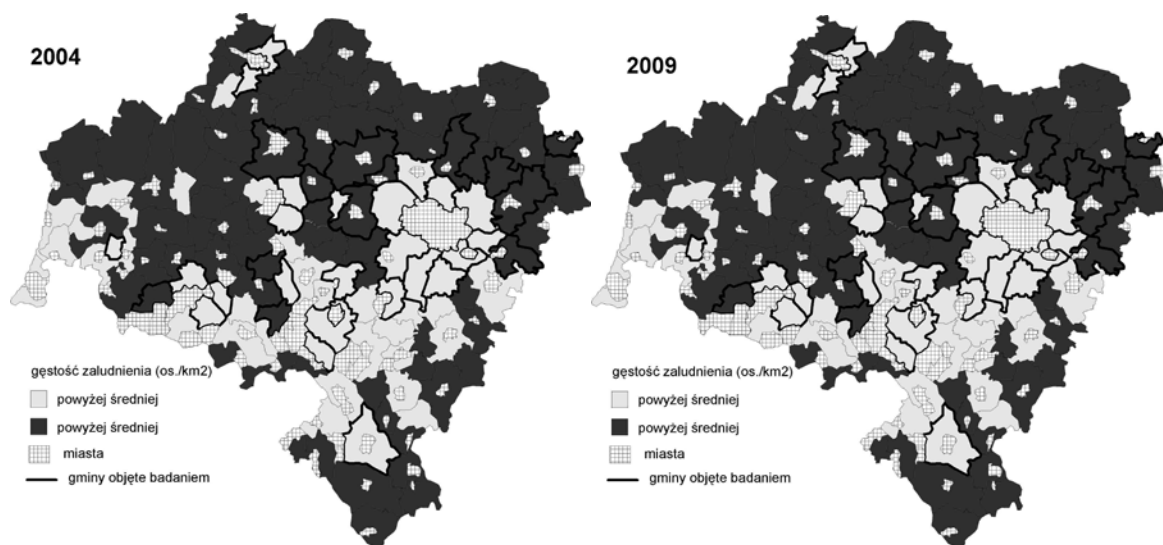 2004
gęstość zaludnienia (os./km2)
powyżej średniej
powyżej średniej
miasta
gminy objęte badaniem
2009
gęstość zaludnienia (os./km2)
powyżej średniej
powyżej średniej
miasta
gminy objęte badaniem